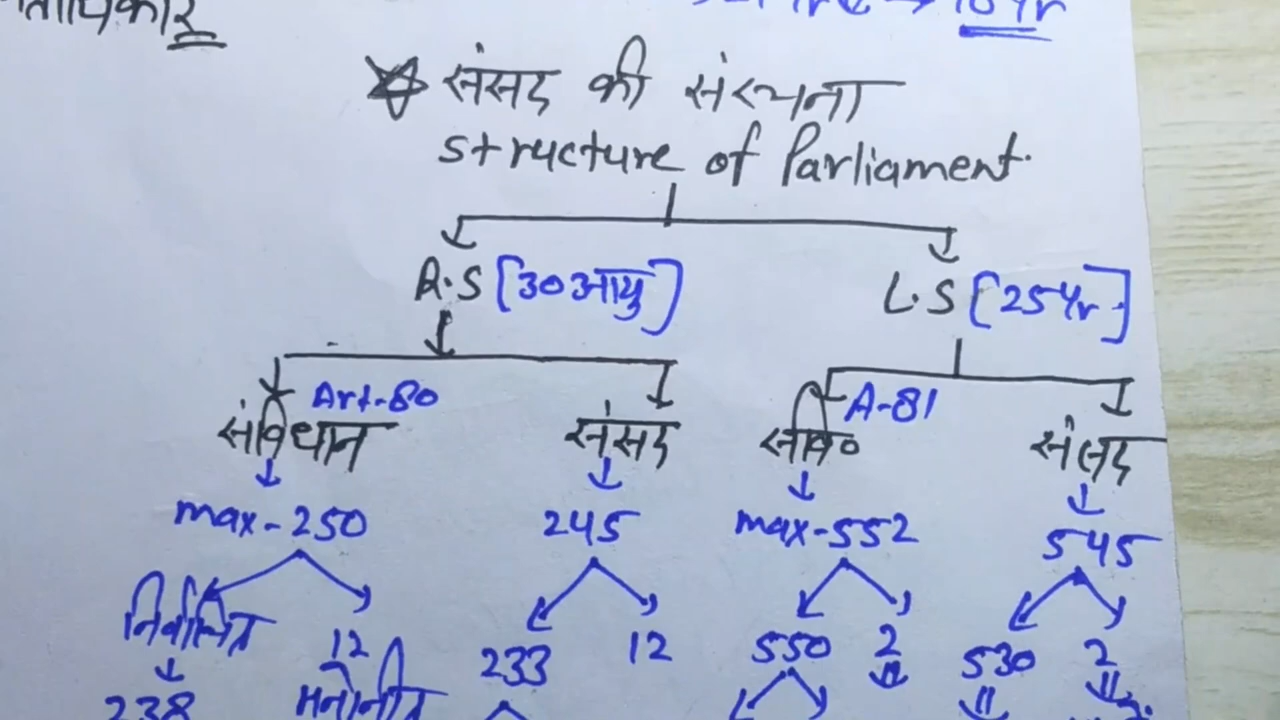 संसद की संरचना
structure of Parliament.
R.S [30 आयु]
L.S [25 Yr.]
Art-80
A-81
संविधान
संसद
संवि०
संसद
max-250
245
max-552
545
निर्वाचित
12
मनोनीत
233
12
550
2
530
2
238